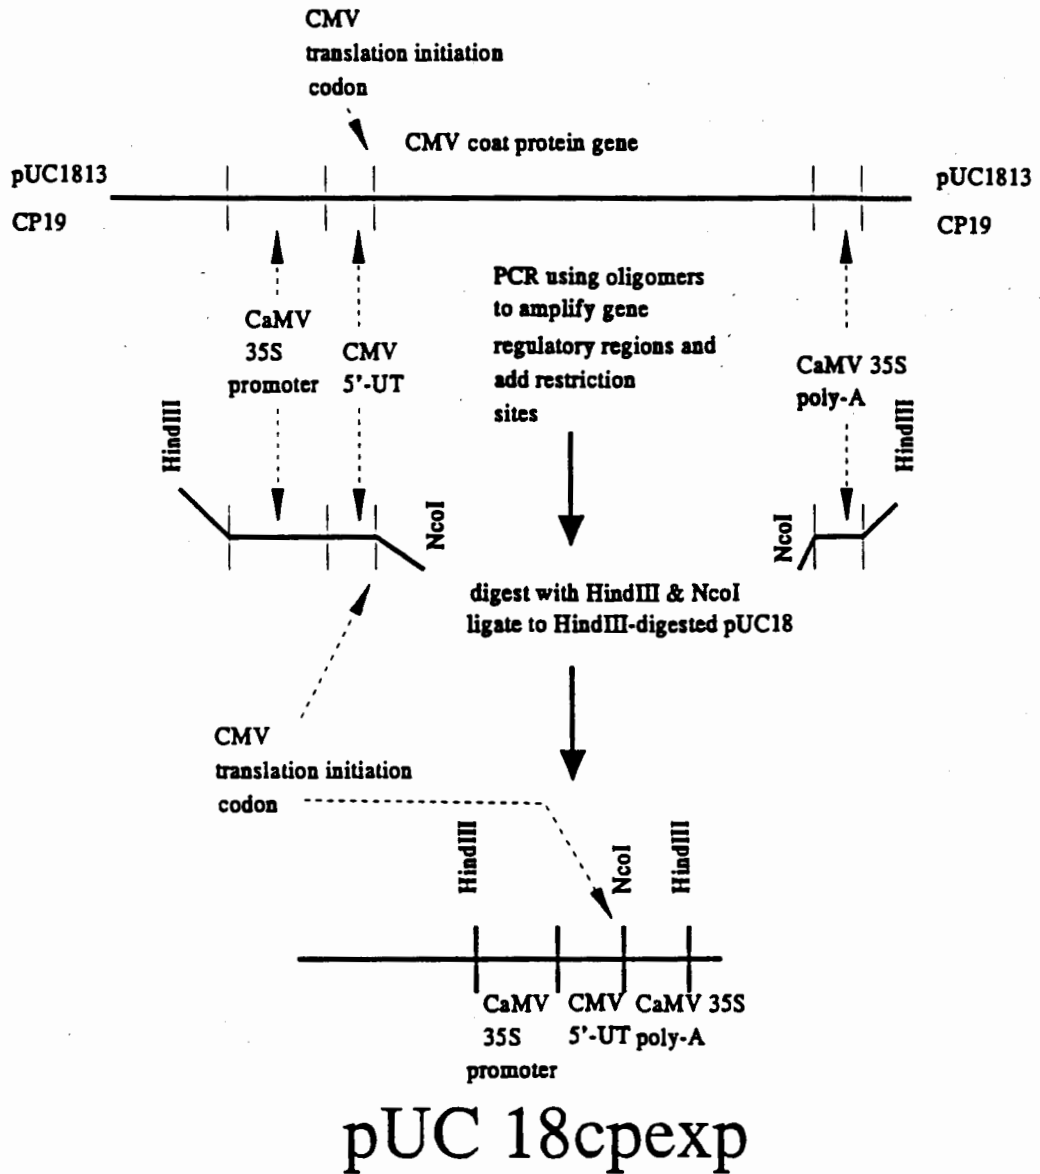 CMV
translation initiation
codon
CMV coat protein gene
pUC1813
CP19
pUC1813
CP19
PCR using oligomers
to amplify gene
regulatory regions and
add restriction
sites
CaMV
35S
promoter
CMV
5'-UT
CaMV 35S
poly-A
HindIII
NcoI
NcoI
HindIII
digest with HindIII & NcoI
ligate to HindIII-digested pUC18
CMV
translation initiation
codon
HindIII
NcoI
HindIII
CaMV
35S
promoter
CMV
5'-UT
CaMV 35S
poly-A
pUC 18cpexp